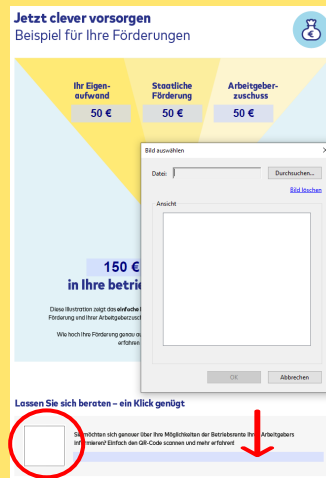 Jetzt clever vorsorgen
Beispiel für Ihre Förderungen
Ihr Eigen-
aufwand
50 €
Staatliche
Förderung
50 €
Arbeitgeber-
zuschuss
50 €
Bild auswählen
Datei:
Durchsuchen...
Bild löschen
Ansicht
OK
Abbrechen
150 €
in Ihre betrie
Diese Illustration zeigt das einfache
Förderung und Ihrer Arbeitgeberzusch
Wie hoch Ihre Förderung genau au
erfahren
Lassen Sie sich beraten – ein Klick genügt
Sie möchten sich genauer über Ihre Möglichkeiten der Betriebsrente Ihres Arbeitgebers
informieren? Einfach den QR-Code scannen und mehr erfahren!